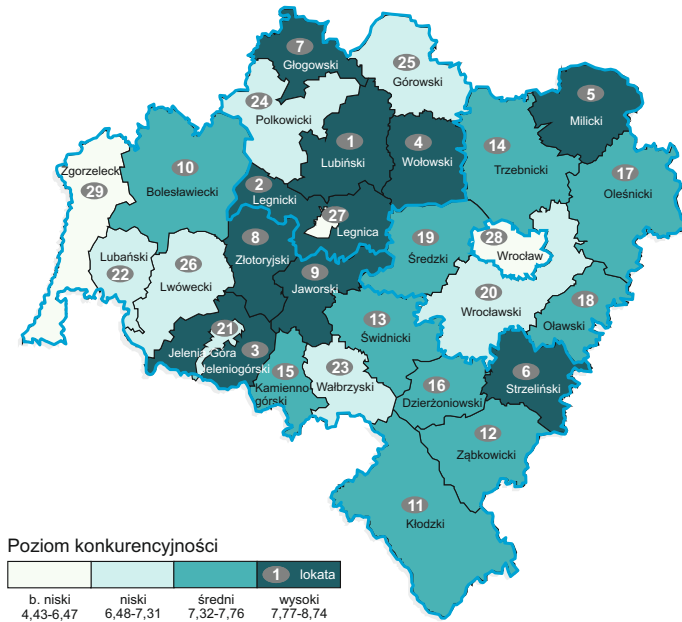 7
Głogowski
25
Górowski
24
Polkowicki
5
Milicki
1
Lubiński
4
Wołowski
14
Trzebnicki
10
Bolesławiecki
Zgorzelecki
29
17
Oleśnicki
2
Legnicki
27
Legnica
8
Złotoryjski
19
Średzki
28
Wrocław
Lubański
22
26
Lwówecki
9
Jaworski
20
Wrocławski
18
Oławski
13
Świdnicki
21
Jelenia Góra
3
Jeleniogórski
15
Kamienno
górski
23
Wałbrzyski
16
Dzierżoniowski
6
Strzeliński
12
Ząbkowicki
11
Kłodzki
Poziom konkurencyjności
1 lokata
b. niski niski średni wysoki
4,43-6,47 6,48-7,31 7,32-7,76 7,77-8,74